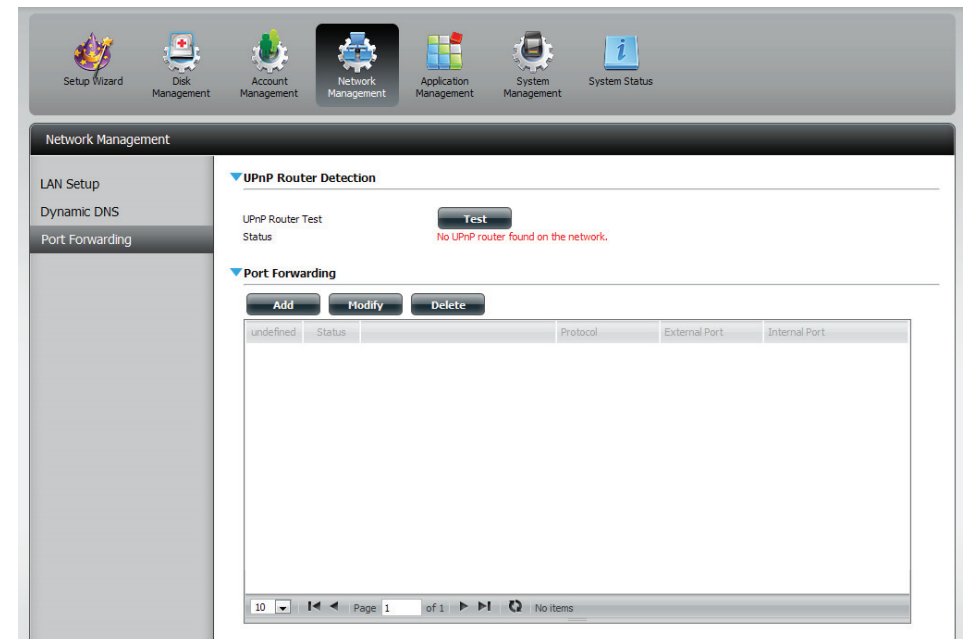 Setup Wizard
Disk
Management
Account
Management
Network
Management
Application
Management
System
Management
System Status
Network Management
LAN Setup
Dynamic DNS
Port Forwarding
UPnP Router Detection
UPnP Router Test
Test
Status
No UPnP router found on the network.
Port Forwarding
Add
Modify
Delete
undefined
Status
Protocol
External Port
Internal Port
10
Page 1 of 1
No items